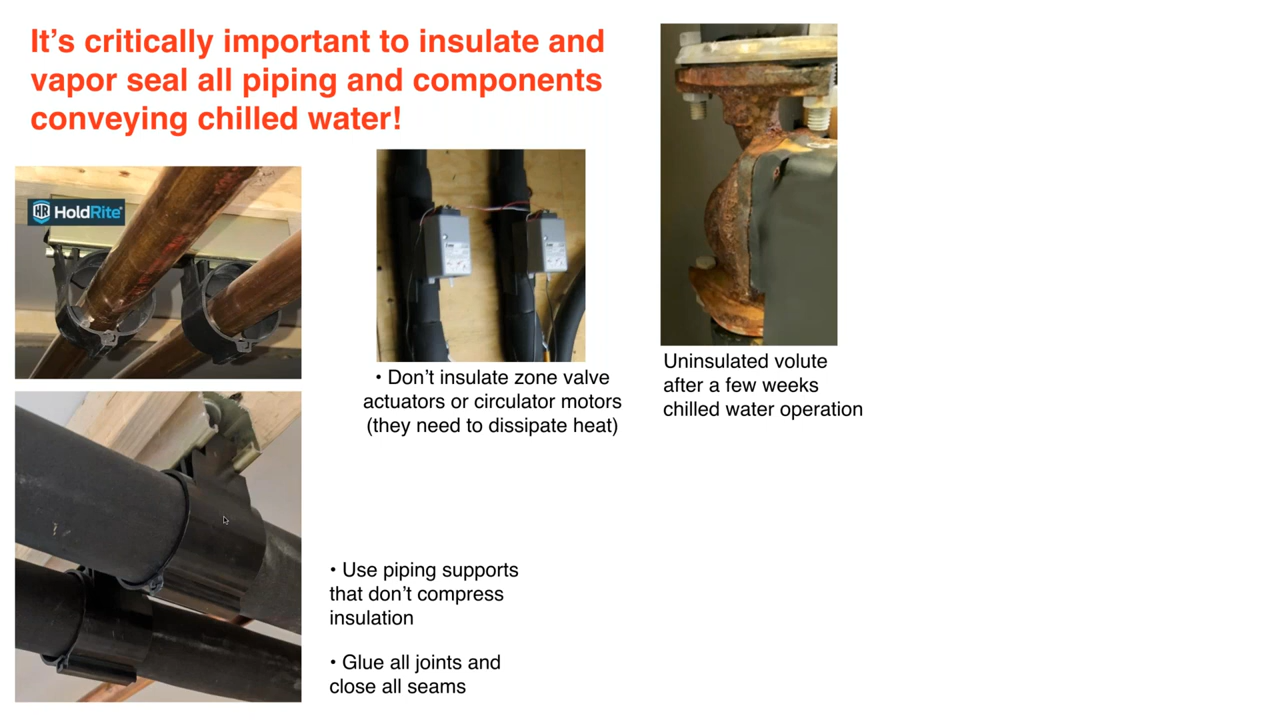 It's critically important to insulate and
vapor seal all piping and components
conveying chilled water!
HR HoldRite®
• Don't insulate zone valve
actuators or circulator motors
(they need to dissipate heat)
Uninsulated volute
after a few weeks
chilled water operation
• Use piping supports
that don't compress
insulation
• Glue all joints and
close all seams